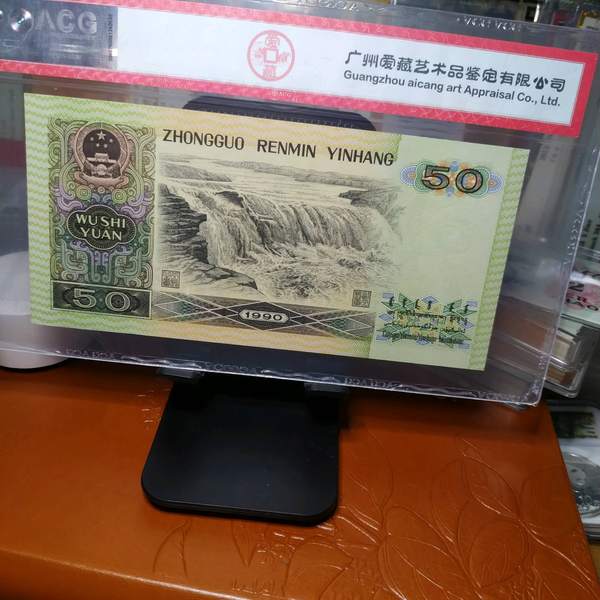 ACG
广州爱藏艺术品鉴定有限公司
Guangzhou aicang art Appraisal Co., Ltd.
ZHONGGUO RENMIN YINHANG
50
WU SHI
YUAN
50
1990